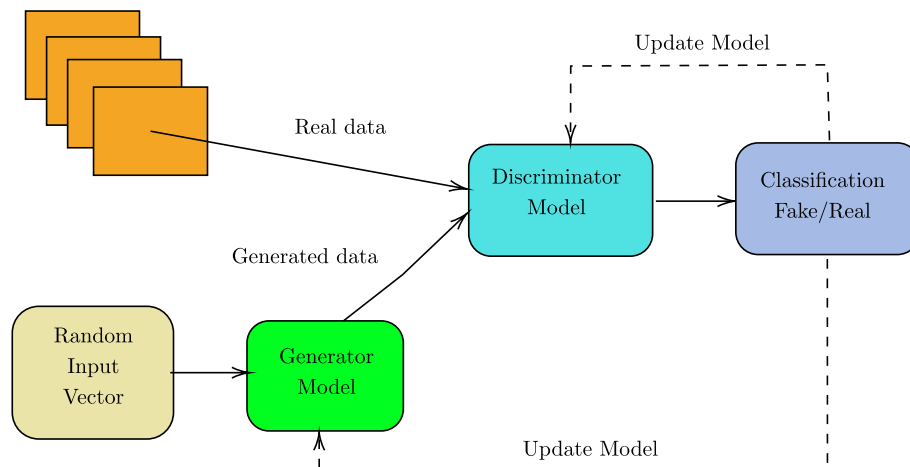 Update Model
Real data
Discriminator
Model
Classification
Fake/Real
Generated data
Random
Input
Vector
Generator
Model
Update Model